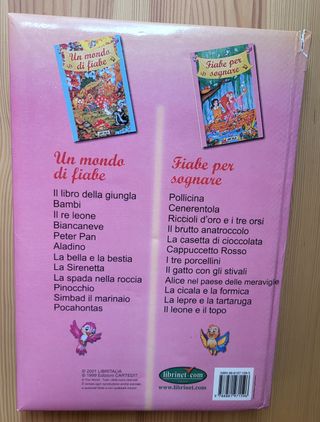 Un mondo
di fiabe
Fiabe per
sognare
Un mondo
di fiabe
Il libro della giungla
Bambi
Il re leone
Biancaneve
Peter Pan
Aladino
La bella e la bestia
La Sirenetta
La spada nella roccia
Pinocchio
Simbad il marinaio
Pocahontas
Fiabe per
sognare
Pollicina
Cenerentola
Riccioli d'oro e i tre orsi
Il brutto anatroccolo
La casetta di cioccolata
Cappuccetto Rosso
I tre porcellini
Il gatto con gli stivali
Alice nel paese delle meraviglie
La cicala e la formica
La lepre e la tartaruga
Il leone e il topo
© 2001 LIBRITALIA
© 1999 Edizioni CARTEDIT
librinet.com
www.librinet.com